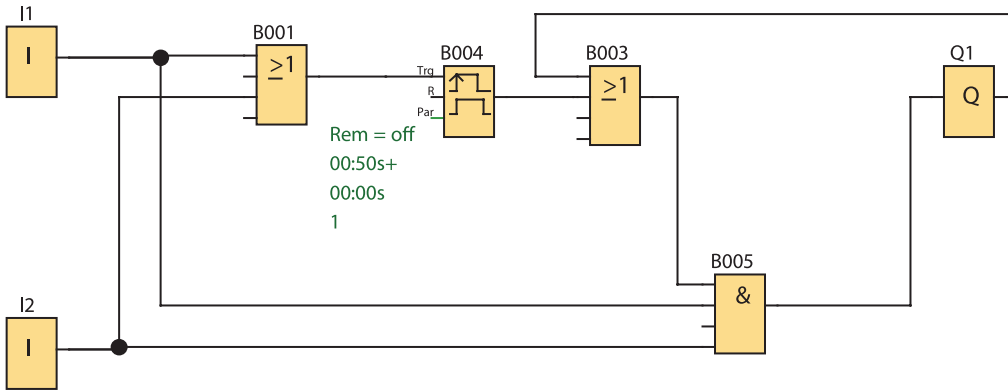 I1
I
B001
≥1
B004
Trg
R
Par
Rem = off
00:50s+
00:00s
1
B003
≥1
Q1
Q
B005
&
I2
I